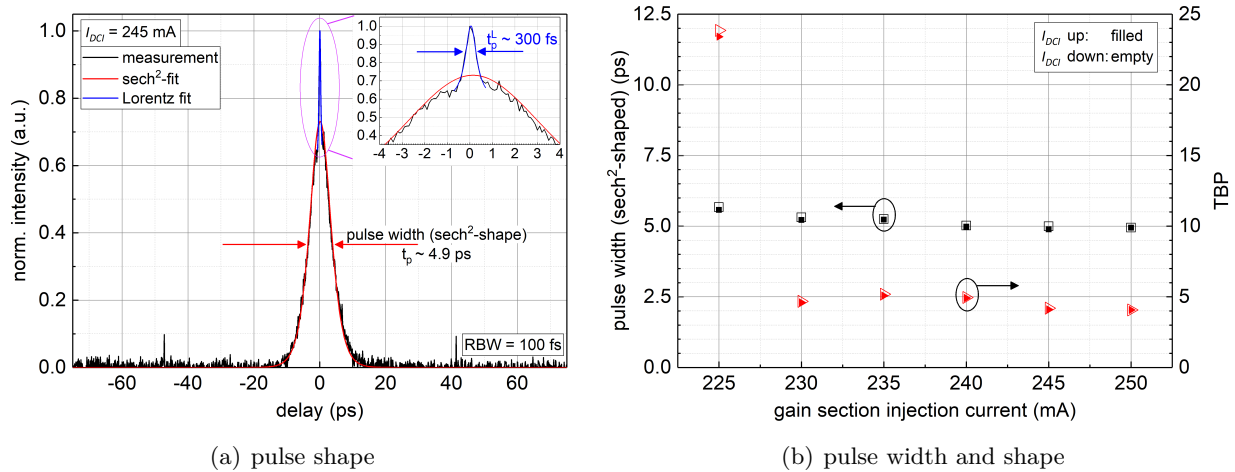 I_DCI = 245 mA
measurement
sech²-fit
Lorentz fit
1.0
0.8
0.6
0.4
0.2
0.0
norm. intensity (a.u.)
-60 -40 -20 0 20 40 60
delay (ps)
pulse width (sech²-shape)
t_p ~ 4.9 ps
RBW = 100 fs
1.0
0.9
0.8
0.7
0.6
0.5
0.4
-4 -3 -2 -1 0 1 2 3 4
t_p^L ~ 300 fs
(a) pulse shape
12.5
10.0
7.5
5.0
2.5
0.0
pulse width (sech²-shaped) (ps)
225 230 235 240 245 250
gain section injection current (mA)
25
20
15
10
5
0
TBP
I_DCI up: filled
I_DCI down: empty
(b) pulse width and shape